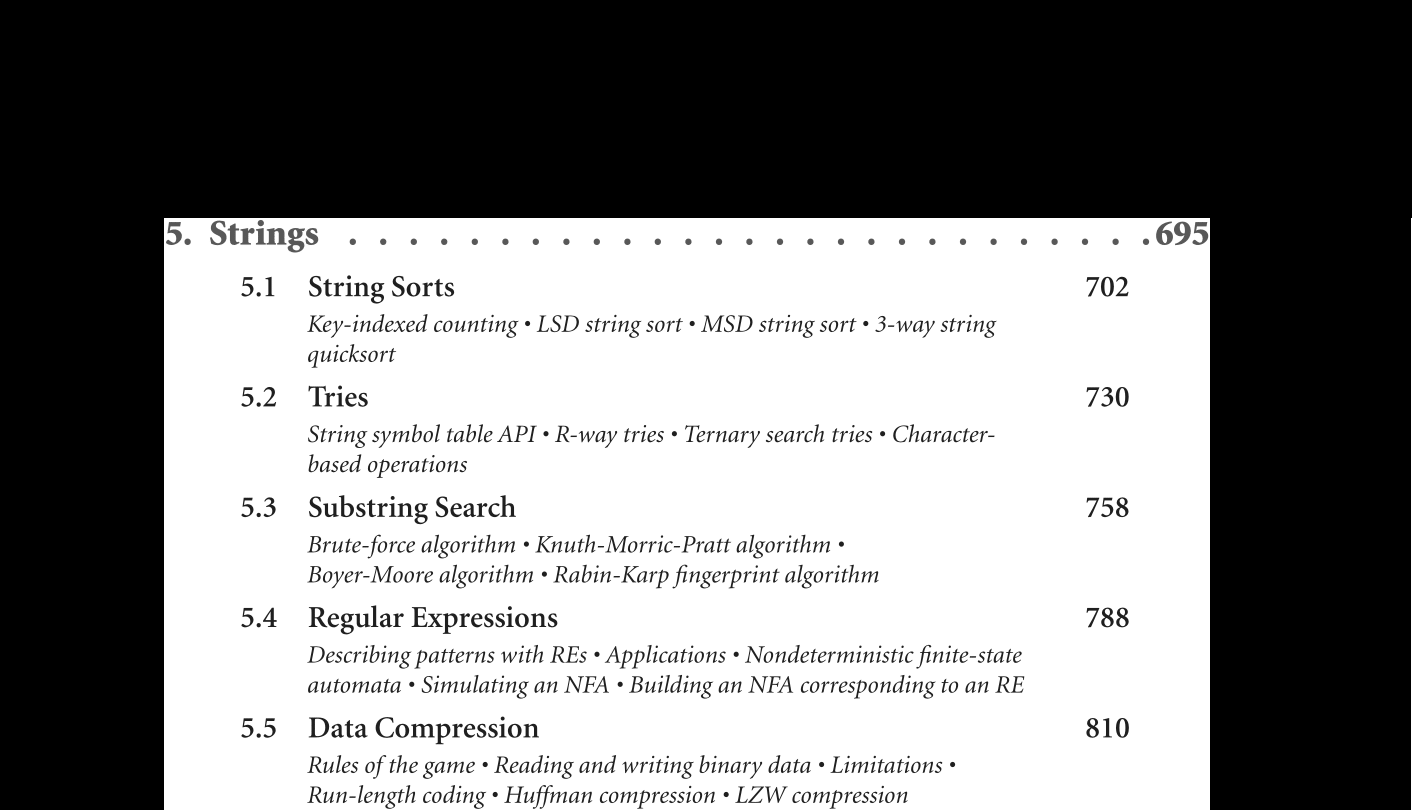 5. Strings . . . . . . . . . . . . . . . . . . . . . . . . . . . 695
5.1 String Sorts 702
Key-indexed counting • LSD string sort • MSD string sort • 3-way string
quicksort
5.2 Tries 730
String symbol table API • R-way tries • Ternary search tries • Character-
based operations
5.3 Substring Search 758
Brute-force algorithm • Knuth-Morric-Pratt algorithm •
Boyer-Moore algorithm • Rabin-Karp fingerprint algorithm
5.4 Regular Expressions 788
Describing patterns with REs • Applications • Nondeterministic finite-state
automata • Simulating an NFA • Building an NFA corresponding to an RE
5.5 Data Compression 810
Rules of the game • Reading and writing binary data • Limitations •
Run-length coding • Huffman compression • LZW compression